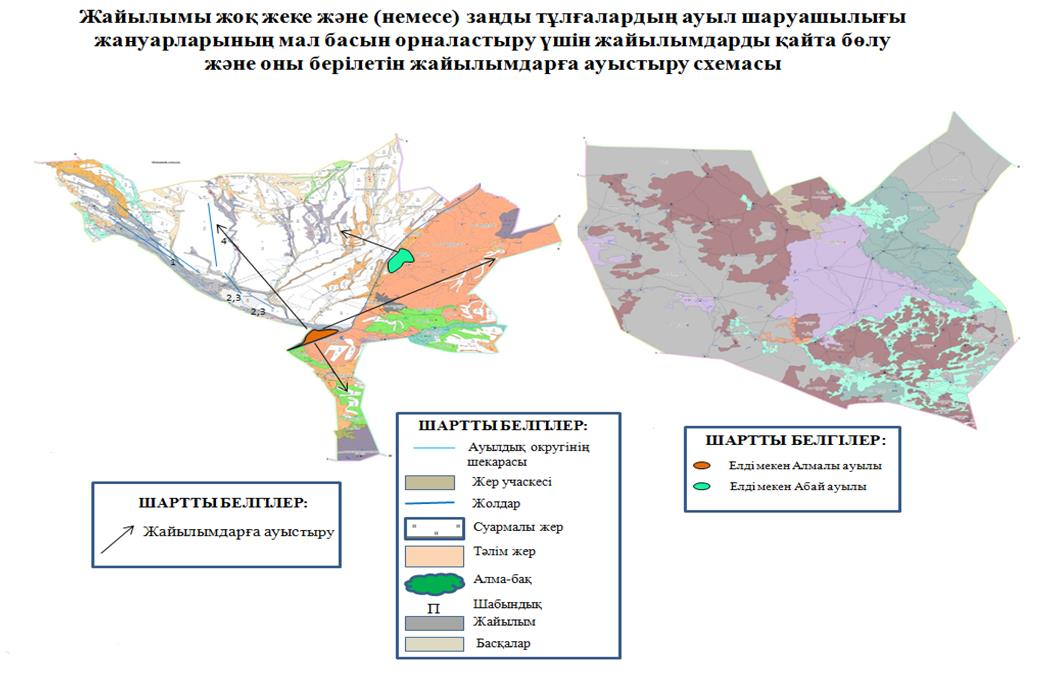 Жайылымы жоқ жеке және (немесе) заңды тұлғалардың ауыл шаруашылығы
жануарларының мал басын орналастыру үшін жайылымдарды қайта бөлу
және оны берілетін жайылымдарға ауыстыру схемасы
4
1
2,3
2,3
ШАРТТЫ БЕЛГІЛЕР:
Жайылымдарға ауыстыру
ШАРТТЫ БЕЛГІЛЕР:
Ауылдық округінің
шекарасы
Жер учаскесі
Жолдар
Суармалы жер
Тәлім жер
Алма-бақ
П Шабындық
Жайылым
Басқалар
ШАРТТЫ БЕЛГІЛЕР:
Елді мекен Алмалы ауылы
Елді мекен Абай ауылы